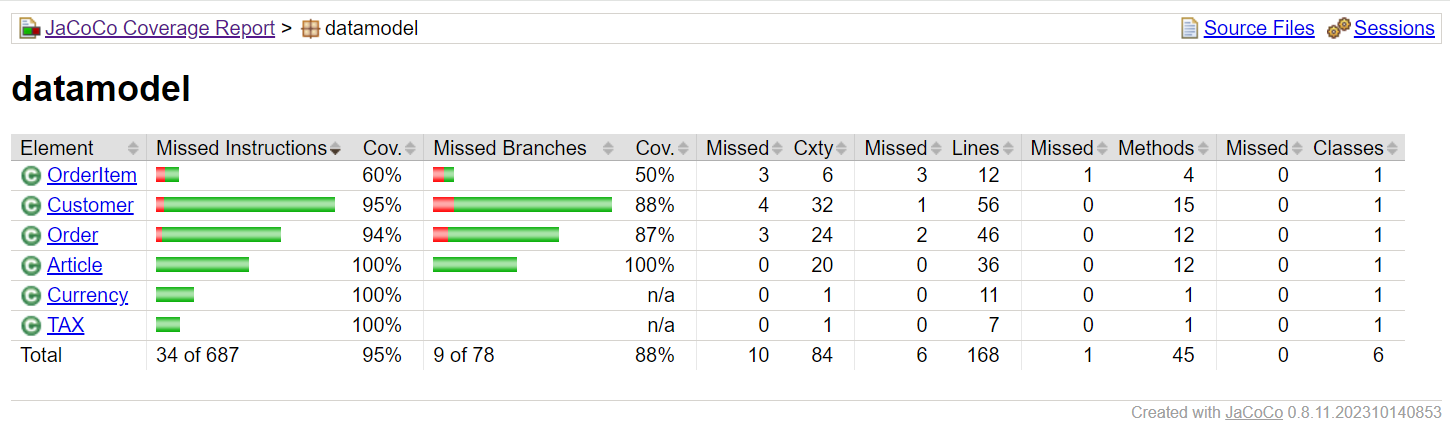 JaCoCo Coverage Report > datamodel Source Files Sessions
datamodel
Element Missed Instructions Cov. Missed Branches Cov. Missed Cxty Missed Lines Missed Methods Missed Classes
OrderItem 60% 50% 3 6 3 12 1 4 0 1
Customer 95% 88% 4 32 1 56 0 15 0 1
Order 94% 87% 3 24 2 46 0 12 0 1
Article 100% 100% 0 20 0 36 0 12 0 1
Currency 100% n/a 0 1 0 11 0 1 0 1
TAX 100% n/a 0 1 0 7 0 1 0 1
Total 34 of 687 95% 9 of 78 88% 10 84 6 168 1 45 0 6
Created with JaCoCo 0.8.11.202310140853